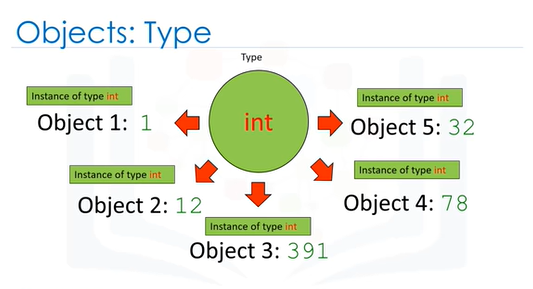 Objects: Type
Type
int
Instance of type int
Object 1: 1
Instance of type int
Object 2: 12
Instance of type int
Object 3: 391
Instance of type int
Object 4: 78
Instance of type int
Object 5: 32